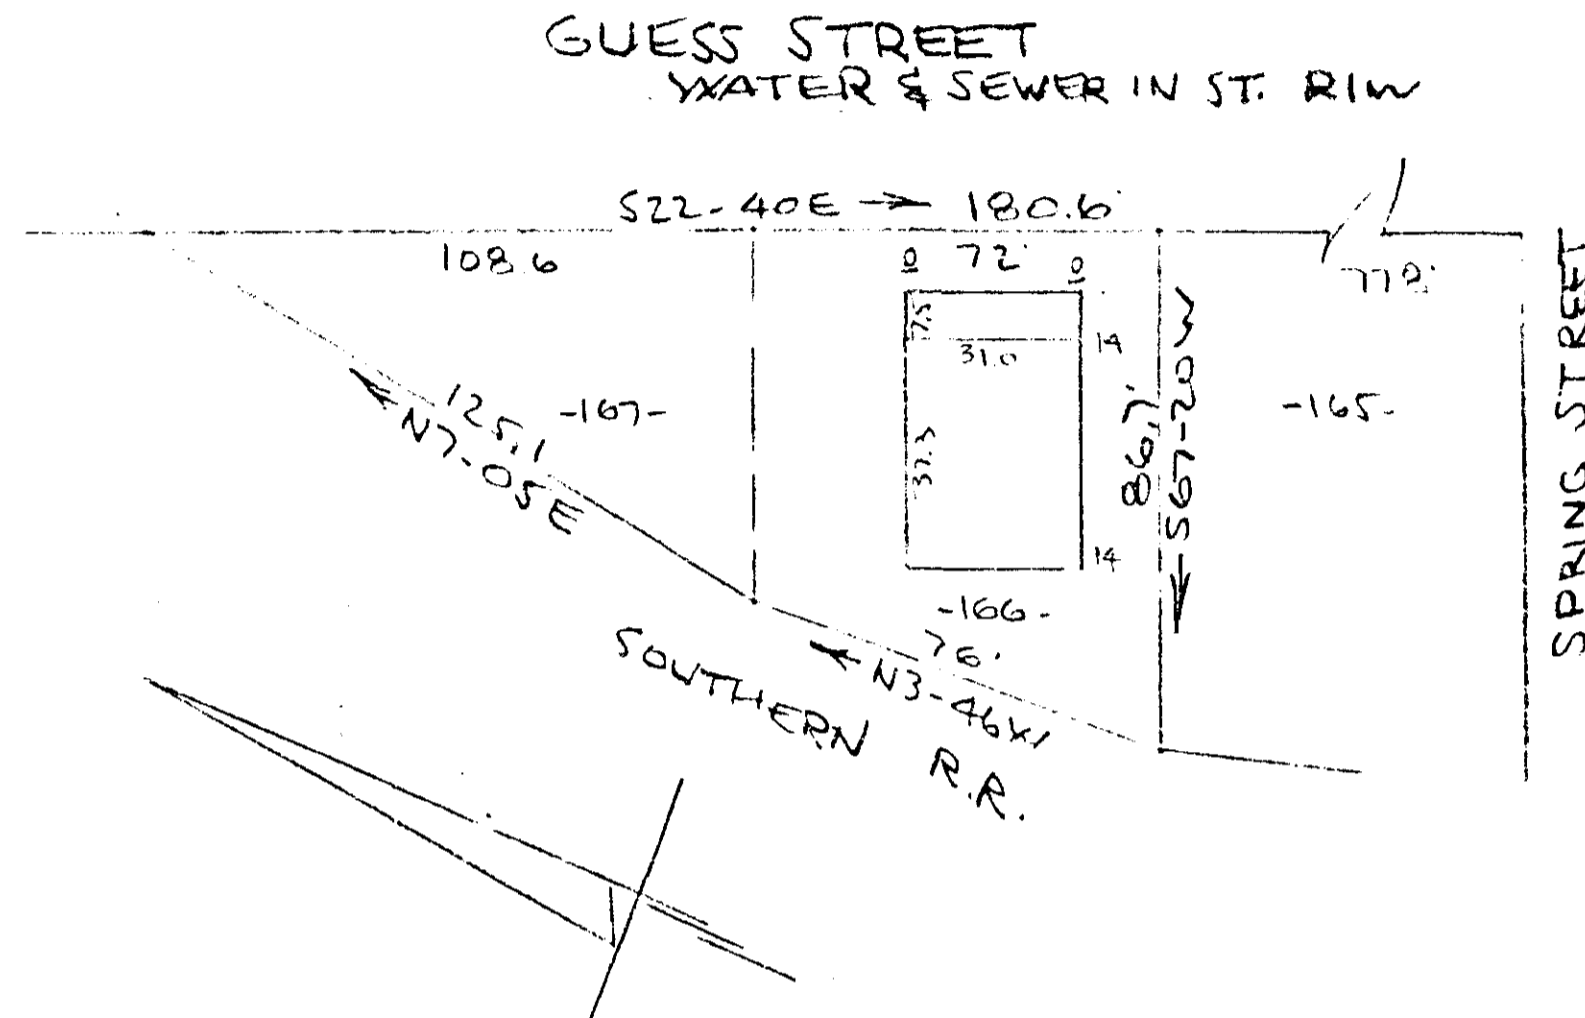 GUESS STREET
WATER & SEWER IN ST. R/W
S22-40E → 180.6'
108.6
72'
0
0
7.5
31.0
14
37.3
14
86.7'
←S67-20W
-165-
SPRING STREET
125.1
←N7-05E
-167-
-166-
76'
←N3-46W
SOUTHERN
R.R.